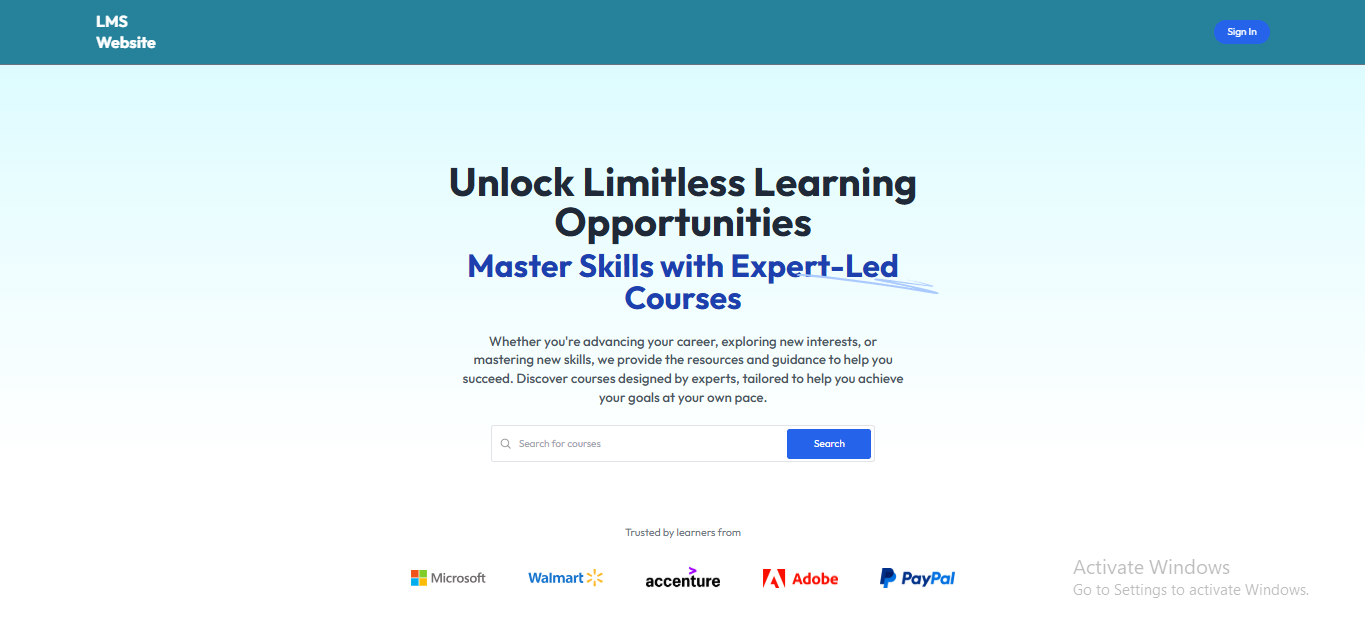 LMS
Website
Sign In
Unlock Limitless Learning
Opportunities
Master Skills with Expert-Led
Courses
Whether you're advancing your career, exploring new interests, or
mastering new skills, we provide the resources and guidance to help you
succeed. Discover courses designed by experts, tailored to help you achieve
your goals at your own pace.
Search for courses
Search
Trusted by learners from
Microsoft
Walmart
accenture
Adobe
PayPal
Activate Windows
Go to Settings to activate Windows.